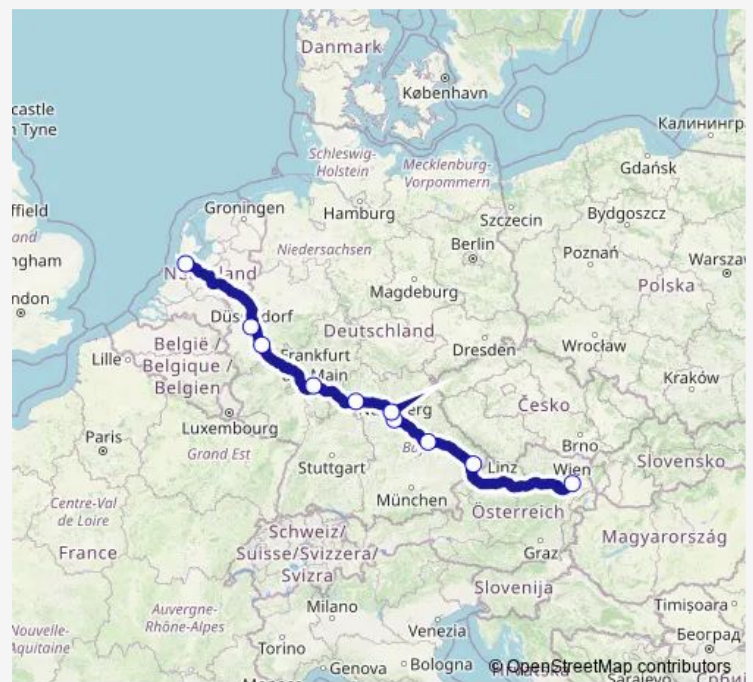 Danmark
København
castle
n Tyne
Калинингр
Schleswig-
Holstein
Mecklenburg-
Vorpommern
Gdańsk
ffield
Groningen
Hamburg
Szczecin
Bydgoszcz
and
Niedersachsen
Berlin
Poznań
Warszaw
ngham
Polska
ndon
Magdeburg
Deutschland
België /
Belgique /
Belgien
Lille
Frankfurt
Main
Dresden
Wrocław
Kraków
Luxembourg
Česko
Paris
Grand Est
Brno
Stuttgart
Linz
Wien
Slovensko
München
Österreich
Centre-Val
de Loire
France
Schweiz/
Suisse/Svizzera/
Svizra
Graz
Magyarország
Slovenija
Auvergne-
Rhône-Alpes
Milano
Timișoara
Nouvelle-
Aquitaine
Venezia
Београд
Torino
Genova
Bologna
© OpenStreetMap contributors
Sarajevo